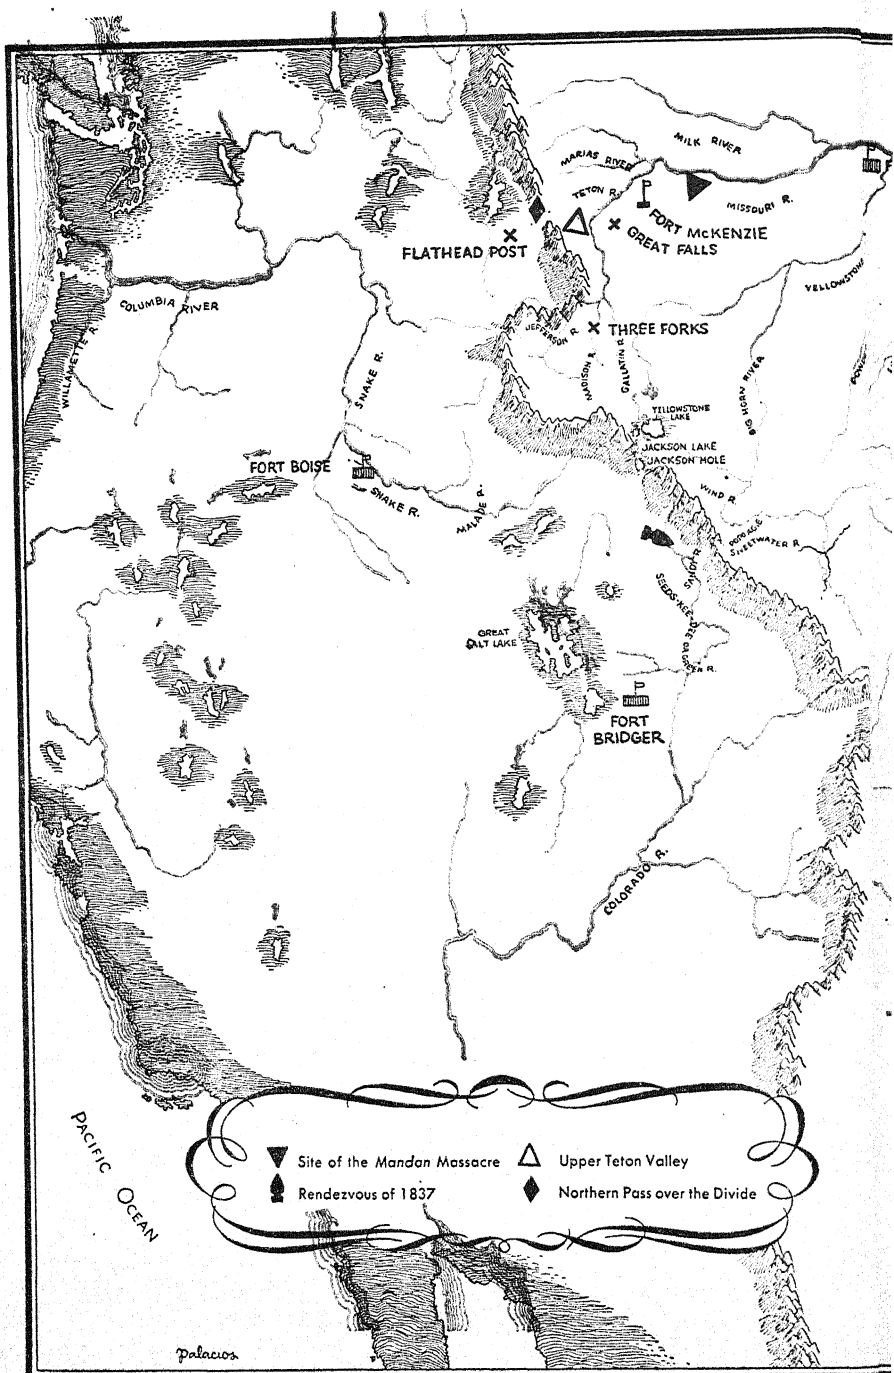 MILK RIVER
MARIAS RIVER
TETON R.
MISSOURI R.
FORT McKENZIE
GREAT FALLS
FLATHEAD POST
YELLOWSTONE
COLUMBIA RIVER
WILLAMETTE R.
JEFFERSON R.
THREE FORKS
MADISON R.
GALLATIN R.
SNAKE R.
BIG HORN RIVER
YELLOWSTONE
LAKE
JACKSON LAKE
JACKSON HOLE
FORT BOISE
SNAKE R.
MALADE R.
WIND R.
POPOAGIE
SWEETWATER R.
SANDY R.
SEEDS-KEE-DEE OR GREEN R.
GREAT
SALT LAKE
FORT
BRIDGER
COLORADO R.
PACIFIC
OCEAN
Site of the Mandan Massacre
Upper Teton Valley
Rendezvous of 1837
Northern Pass over the Divide
Palacios